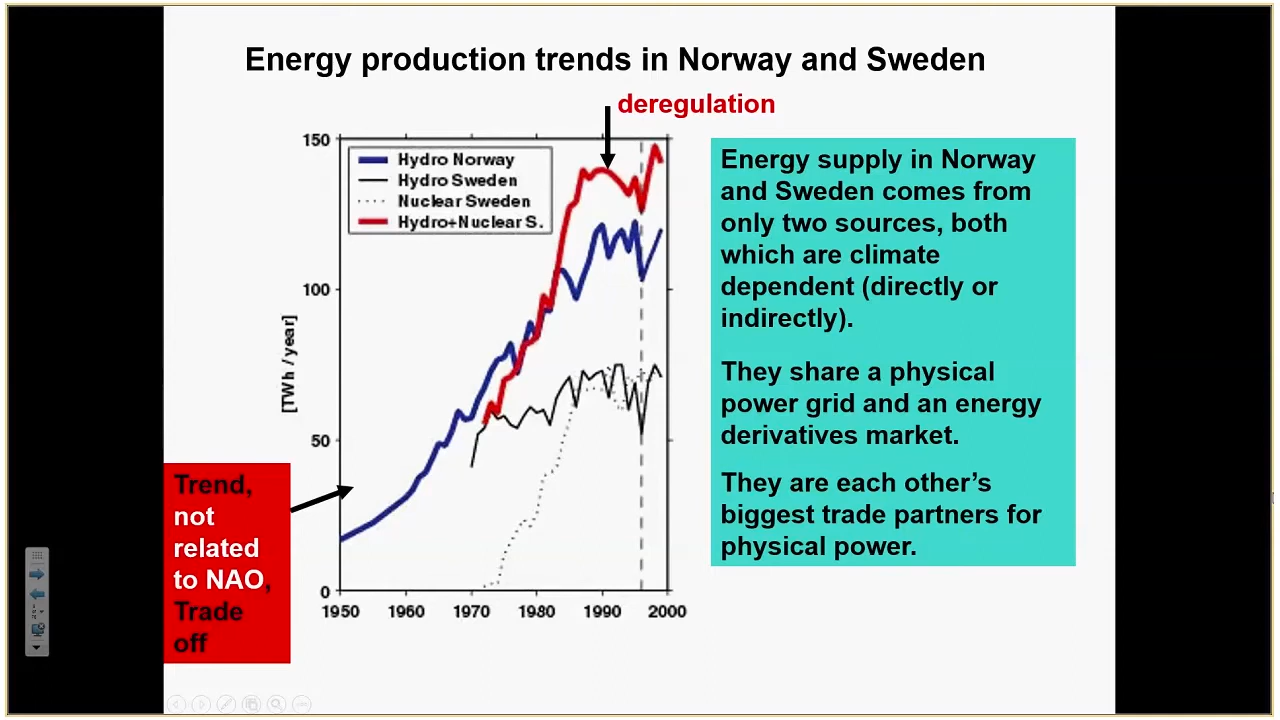 Energy production trends in Norway and Sweden
deregulation
150
100
50
0
[TWh / year]
Hydro Norway
Hydro Sweden
Nuclear Sweden
Hydro+Nuclear S.
1950 1960 1970 1980 1990 2000
Trend,
not
related
to NAO,
Trade
off
Energy supply in Norway
and Sweden comes from
only two sources, both
which are climate
dependent (directly or
indirectly).
They share a physical
power grid and an energy
derivatives market.
They are each other’s
biggest trade partners for
physical power.